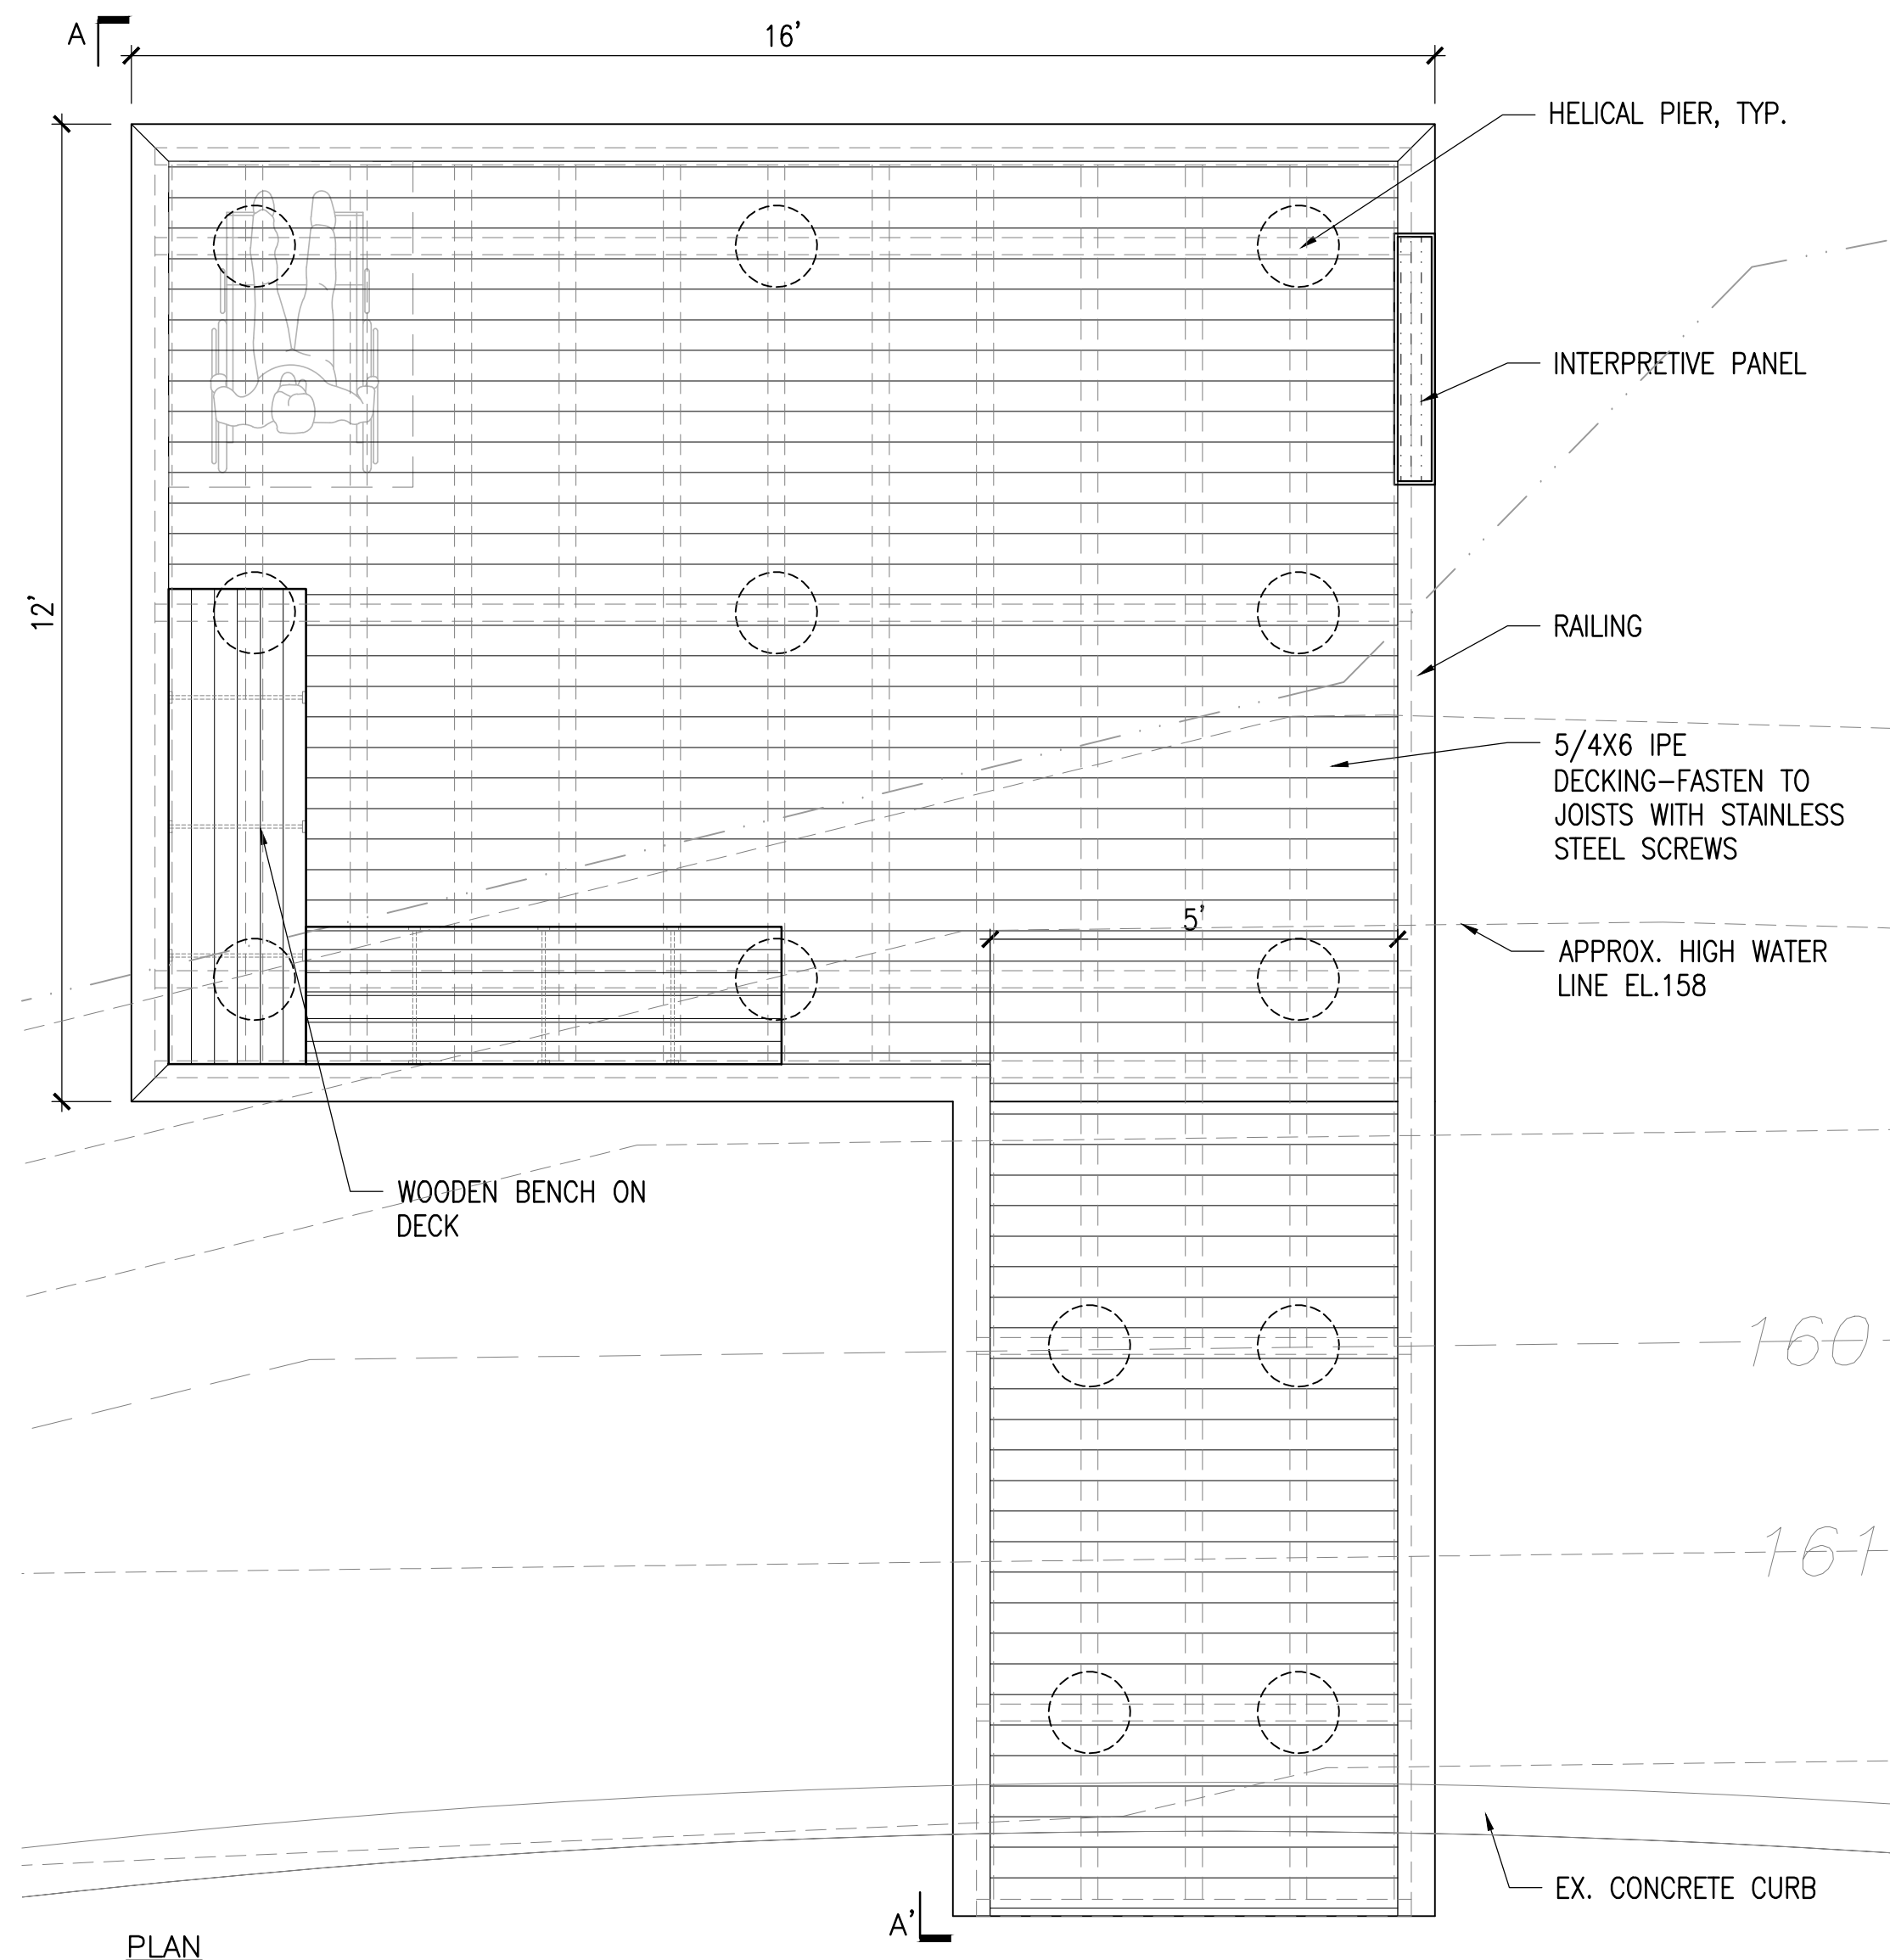 A
16'
HELICAL PIER, TYP.
INTERPRETIVE PANEL
12'
RAILING
5/4X6 IPE
DECKING-FASTEN TO
JOISTS WITH STAINLESS
STEEL SCREWS
5'
APPROX. HIGH WATER
LINE EL.158
WOODEN BENCH ON
DECK
160
161
EX. CONCRETE CURB
A'
PLAN